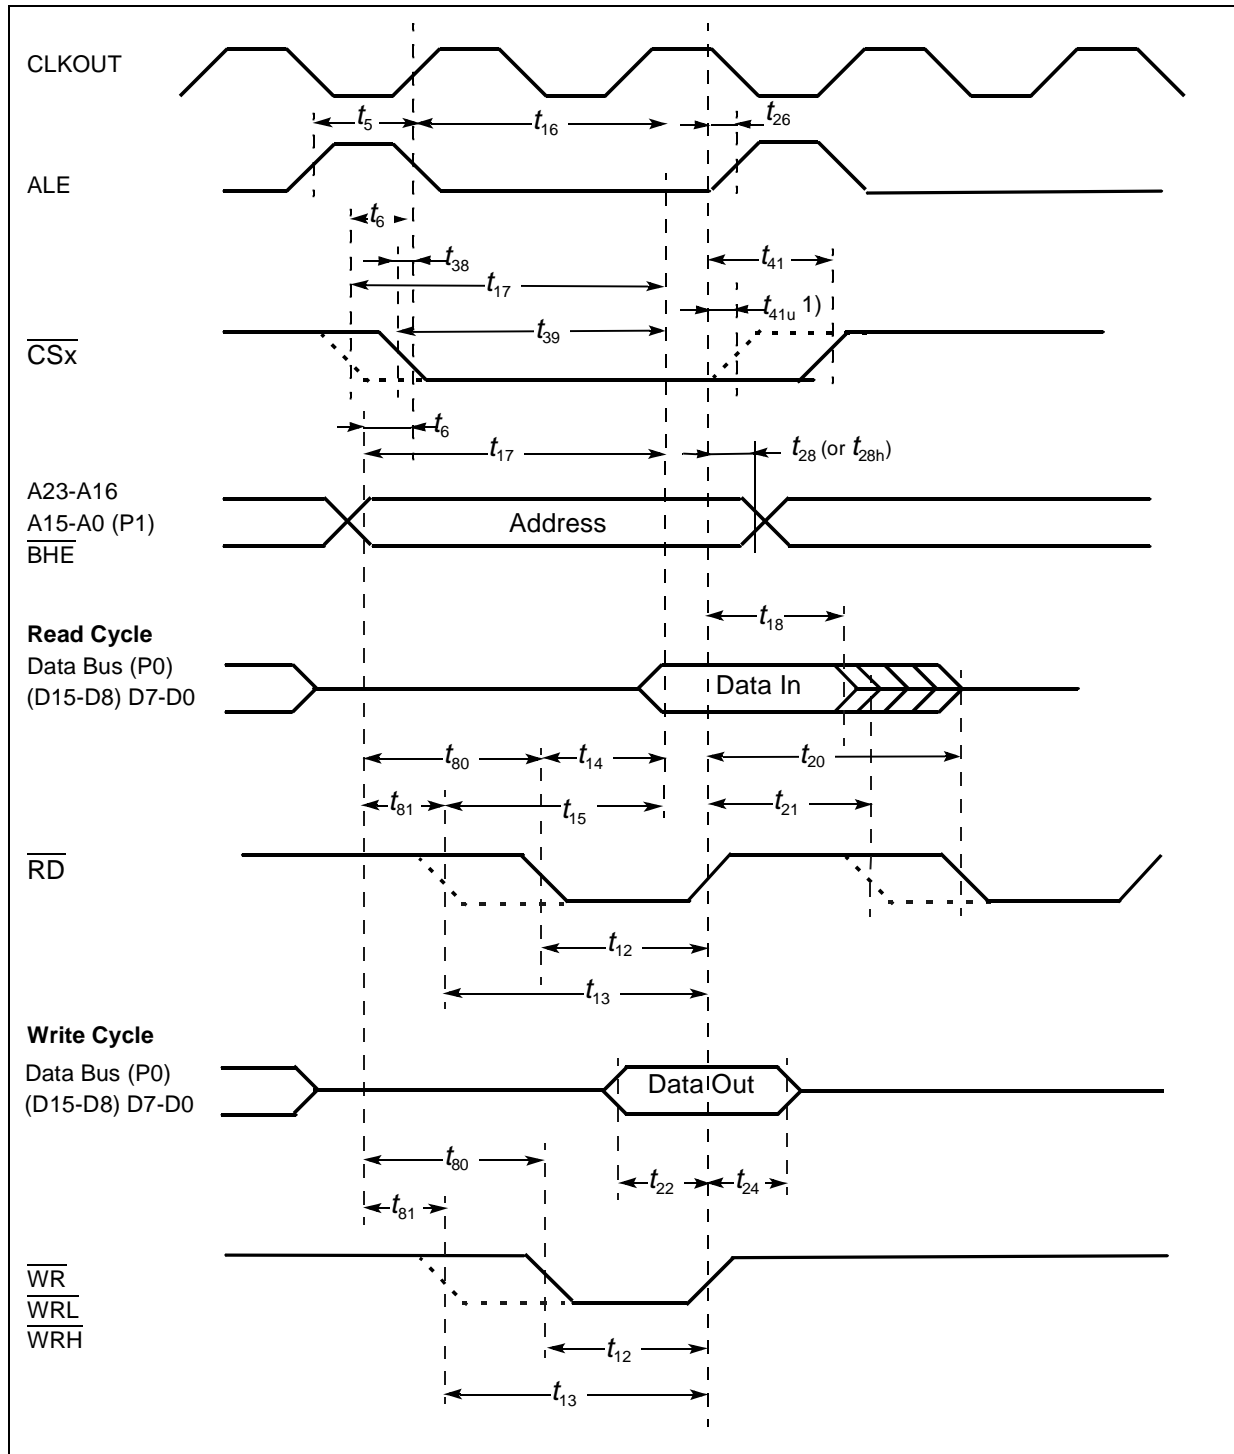 CLKOUT
t5
t16
t26
ALE
t6
t38
t41
t17
t41u 1)
t39
CSx
t6
t17
t28 (or t28h)
A23-A16
A15-A0 (P1)
Address
BHE
t18
Read Cycle
Data Bus (P0)
Data In
(D15-D8) D7-D0
t80
t14
t20
t81
t15
t21
RD
t12
t13
Write Cycle
Data Bus (P0)
Data Out
(D15-D8) D7-D0
t80
t22
t24
t81
WR
WRL
WRH
t12
t13